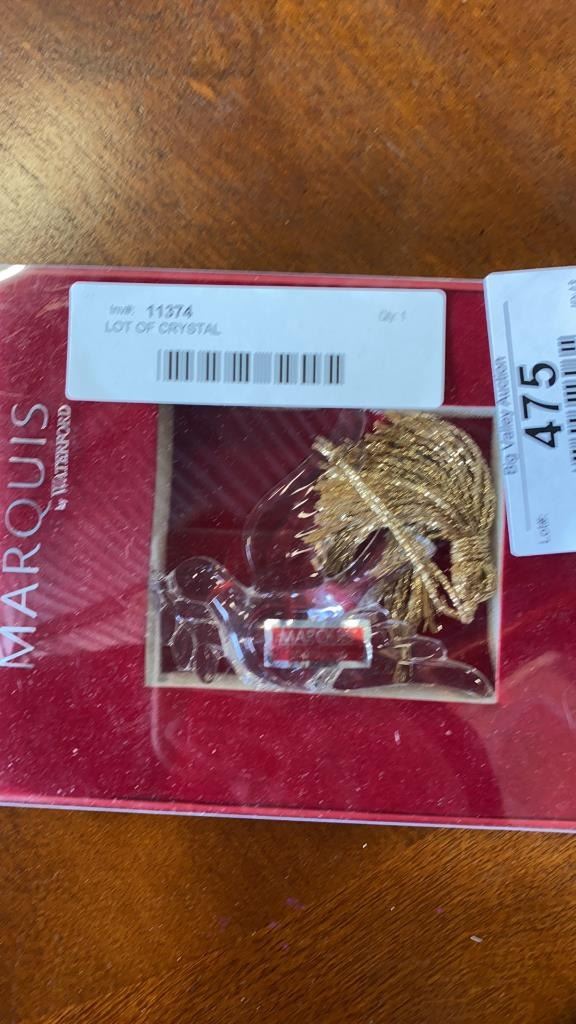 Inv#: 11374
Qty: 1
LOT OF CRYSTAL
MARQUIS
by WATERFORD
MARQUIS
Big Valley Auction
475
Lot#: